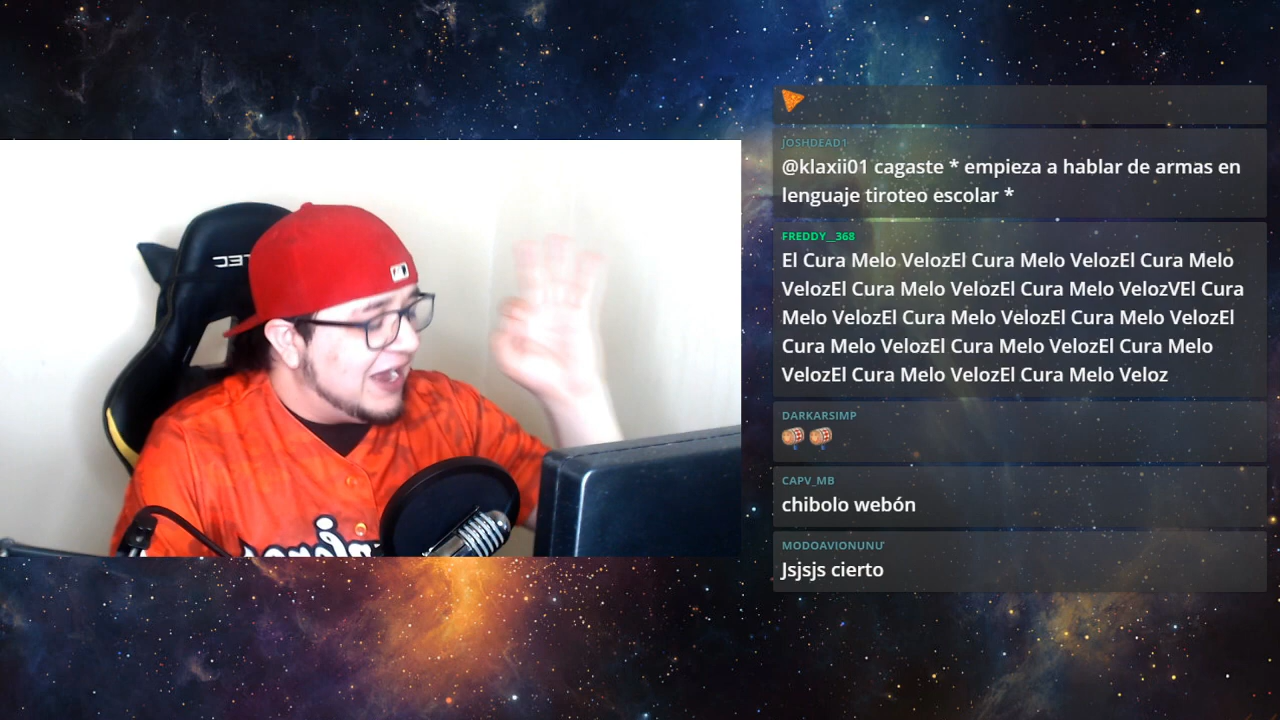 JOSHDEAD1
@klaxii01 cagaste * empieza a hablar de armas en
lenguaje tiroteo escolar *
FREDDY__368
El Cura Melo VelozEl Cura Melo VelozEl Cura Melo
VelozEl Cura Melo VelozEl Cura Melo VelozVEl Cura
Melo VelozEl Cura Melo VelozEl Cura Melo VelozEl
Cura Melo VelozEl Cura Melo VelozEl Cura Melo
VelozEl Cura Melo VelozEl Cura Melo Veloz
DARKARSIMP
CAPV_MB
chibolo webón
MODOAVIONUNU
Jsjsjs cierto